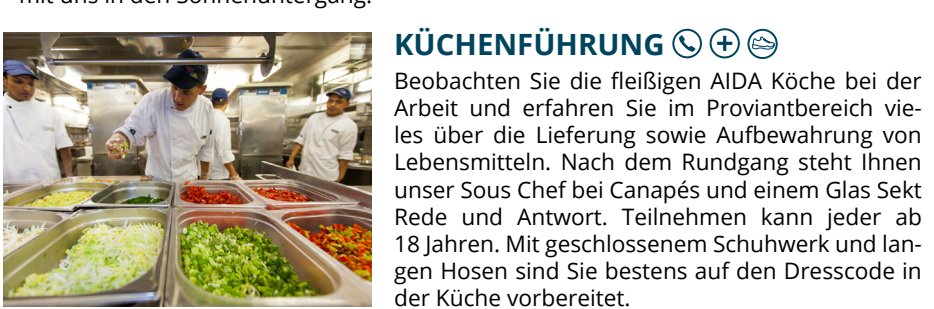 mit uns in den Sonnenuntergang.
KÜCHENFÜHRUNG
Beobachten Sie die fleißigen AIDA Köche bei der
Arbeit und erfahren Sie im Proviantbereich vie-
les über die Lieferung sowie Aufbewahrung von
Lebensmitteln. Nach dem Rundgang steht Ihnen
unser Sous Chef bei Canapés und einem Glas Sekt
Rede und Antwort. Teilnehmen kann jeder ab
18 Jahren. Mit geschlossenem Schuhwerk und lan-
gen Hosen sind Sie bestens auf den Dresscode in
der Küche vorbereitet.